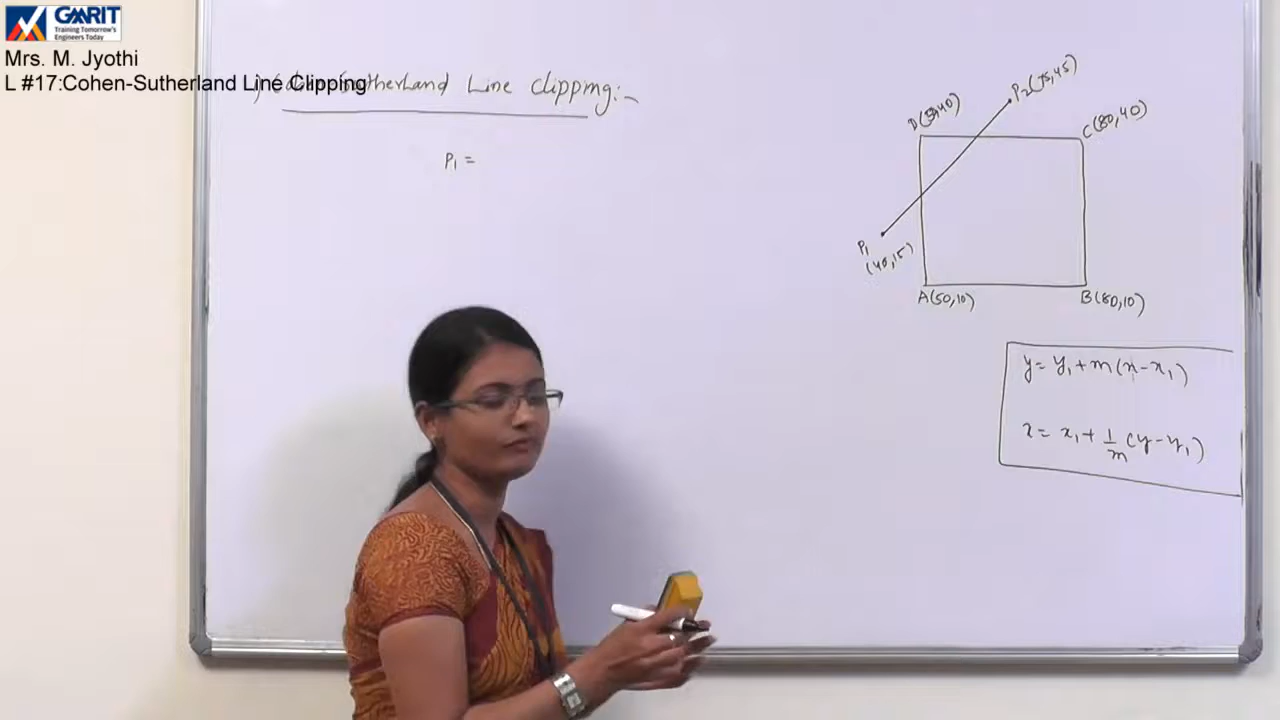 GMRIT
Training Tomorrow's
Engineers Today
Mrs. M. Jyothi
L #17:Cohen-Sutherland Line Clipping
Sutherland Line Clipping:-
P1 =
P2(75,45)
D(50,40)
C(80,40)
P1
(40,15)
A(50,10)
B(80,10)
y = y1 + m(x - x1)
x = x1 + 1/m (y - y1)